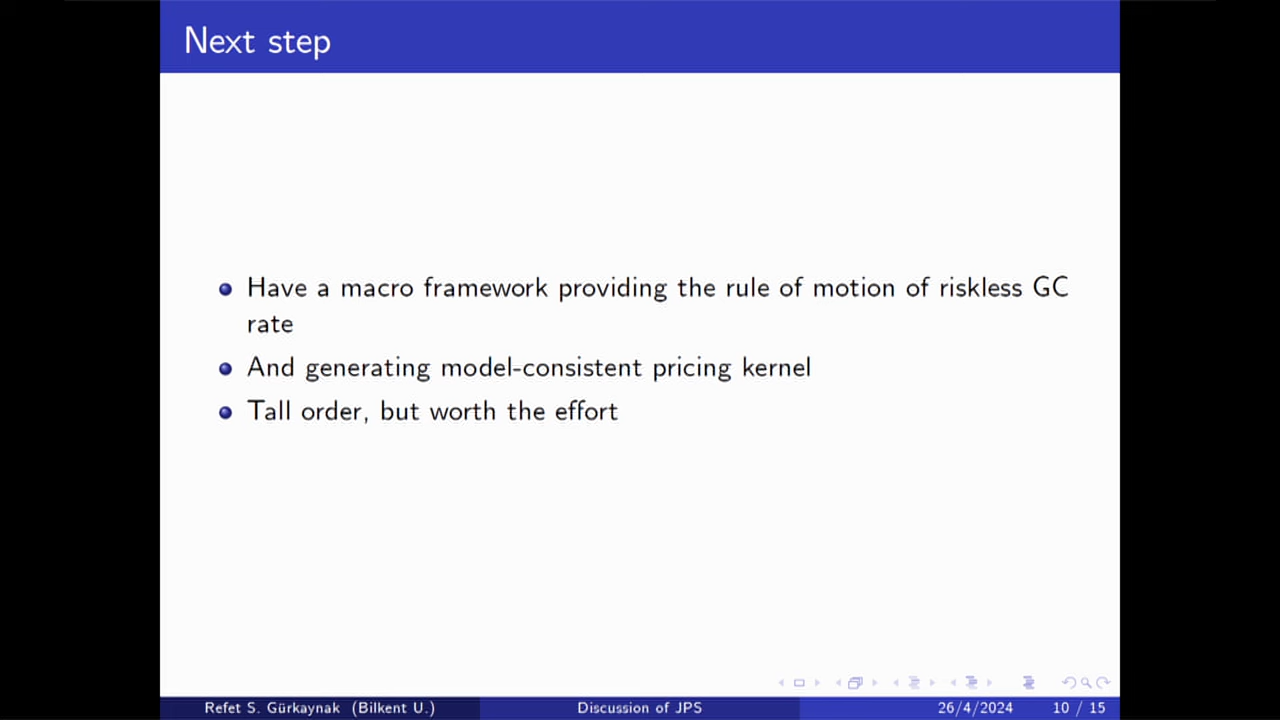 Next step
Have a macro framework providing the rule of motion of riskless GC
rate
And generating model-consistent pricing kernel
Tall order, but worth the effort
Refet S. Gürkaynak (Bilkent U.)
Discussion of JPS
26/4/2024
10 / 15